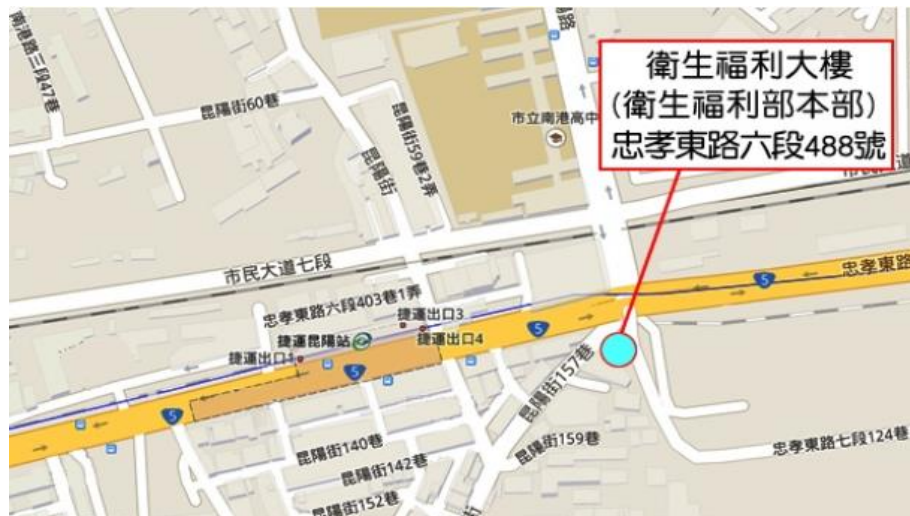 南港路三段47巷
昆陽街60巷
昆陽街59巷2弄
昆陽街
市立南港高中
衛生福利大樓
(衛生福利部本部)
忠孝東路六段488號
市民大道七段
忠孝東路
5
忠孝東路六段403巷1弄
捷運出口3
捷運昆陽站
捷運出口4
捷運出口1
5
5
5
昆陽街157巷
昆陽街140巷
昆陽街159巷
忠孝東路七段124巷
昆陽街142巷
昆陽街152巷